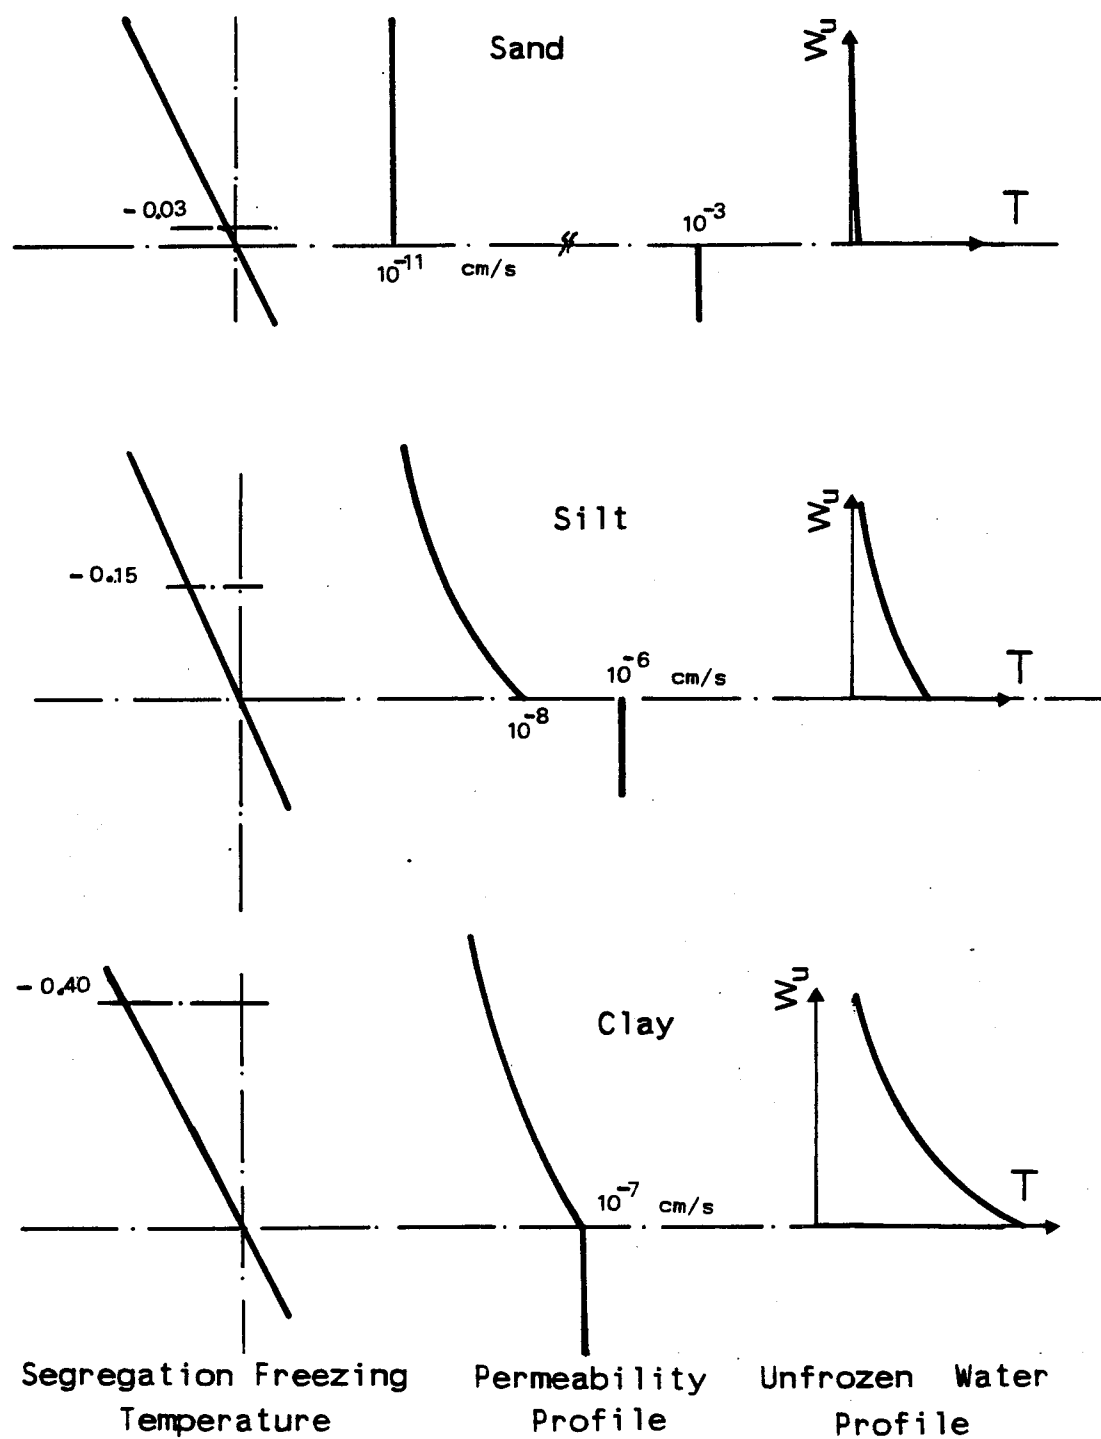 Sand
Wu
-0.03
10-3
T
10-11 cm/s
Silt
Wu
-0.15
10-6 cm/s
T
10-8
-0.40
Clay
Wu
10-7 cm/s
T
Segregation Freezing Temperature
Permeability Profile
Unfrozen Water Profile